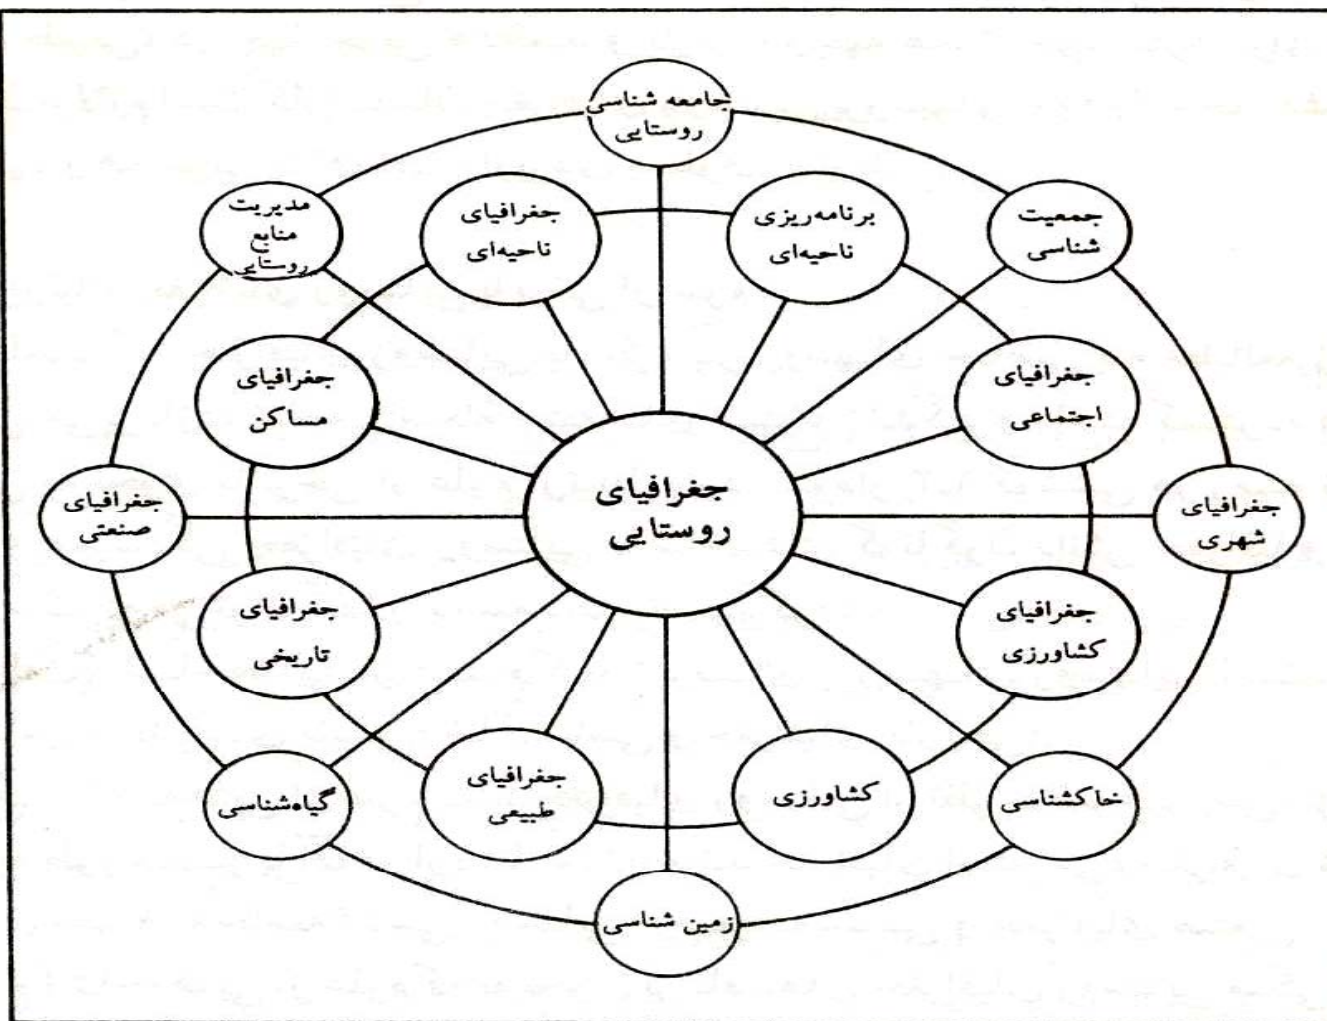 جامعه شناسی
روستایی
جمعیت
شناسی
برنامه‌ریزی
ناحیه‌ای
جغرافیای
ناحیه‌ای
مدیریت
منابع
روستایی
جغرافیای
اجتماعی
جغرافیای
مساکن
جغرافیای
شهری
جغرافیای
روستایی
جغرافیای
صنعتی
جغرافیای
کشاورزی
جغرافیای
تاریخی
خاکشناسی
کشاورزی
جغرافیای
طبیعی
گیاه‌شناسی
زمین شناسی